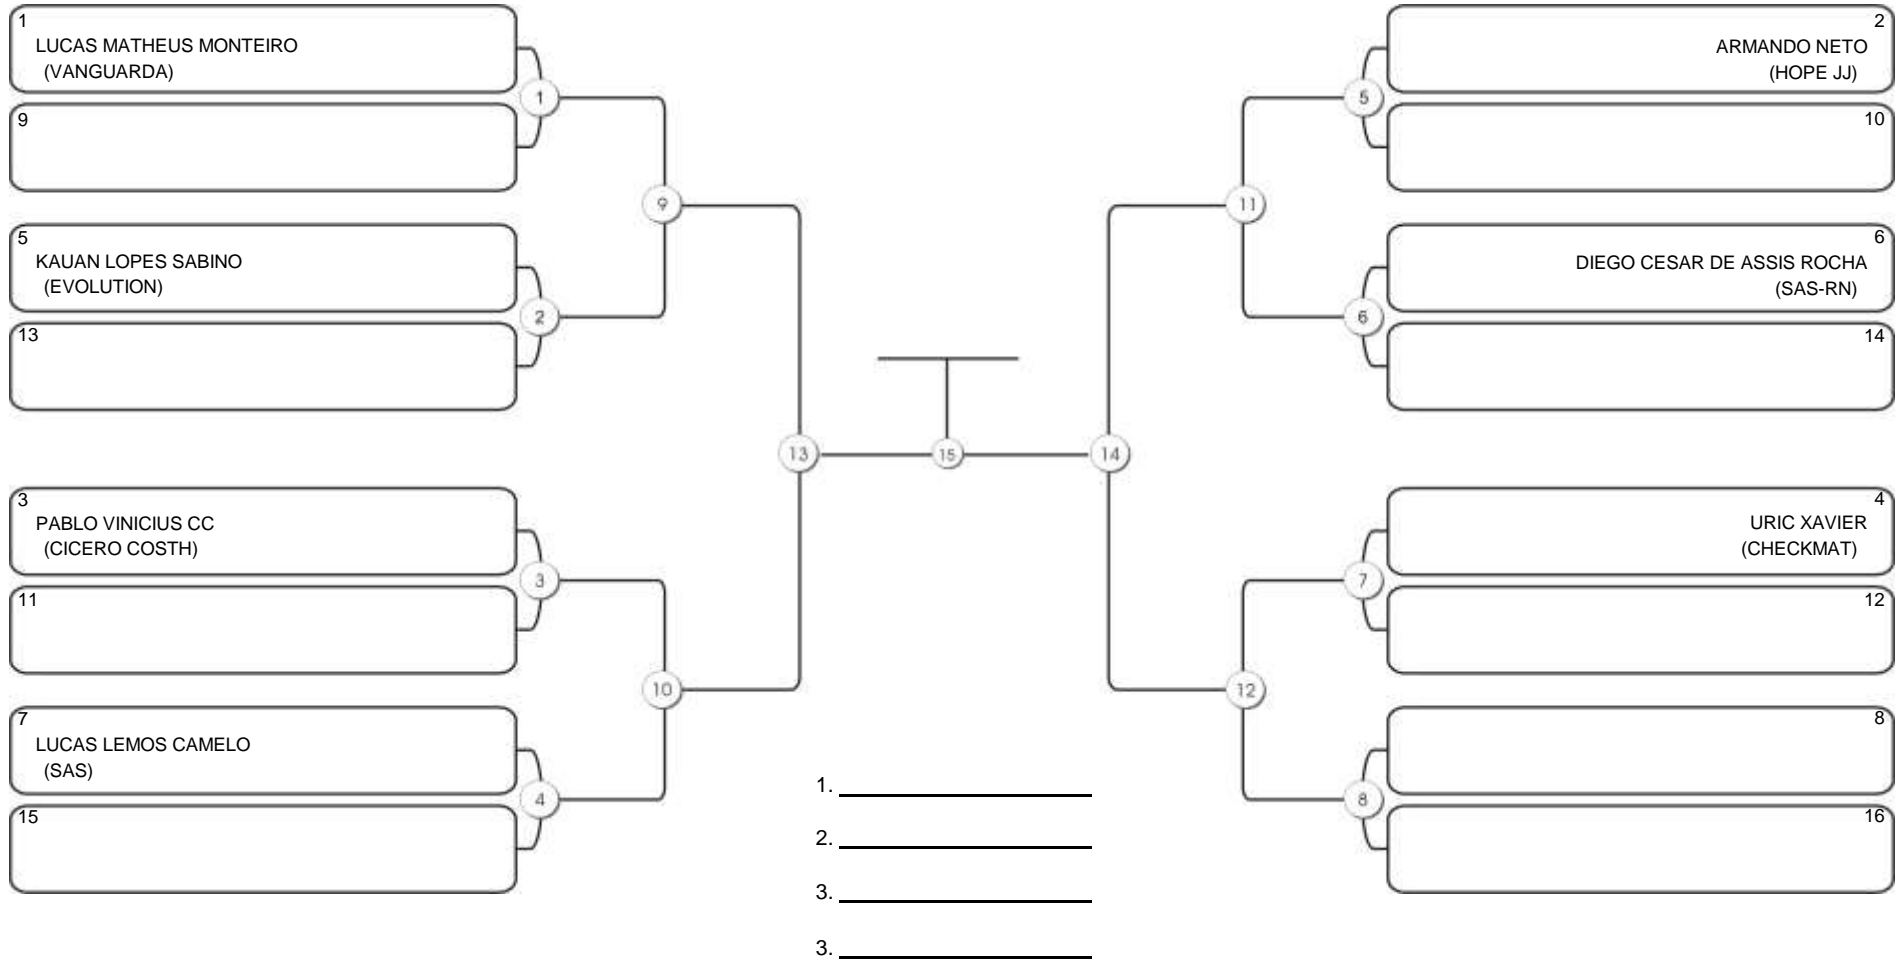 1
LUCAS MATHEUS MONTEIRO
(VANGUARDA)
9
1
5
KAUAN LOPES SABINO
(EVOLUTION)
13
2
9
3
PABLO VINICIUS CC
(CICERO COSTH)
11
3
7
LUCAS LEMOS CAMELO
(SAS)
15
4
10
13
15
14
2
ARMANDO NETO
(HOPE JJ)
10
5
11
6
DIEGO CESAR DE ASSIS ROCHA
(SAS-RN)
14
6
4
URIC XAVIER
(CHECKMAT)
12
7
12
8
16
8
1.
2.
3.
3.